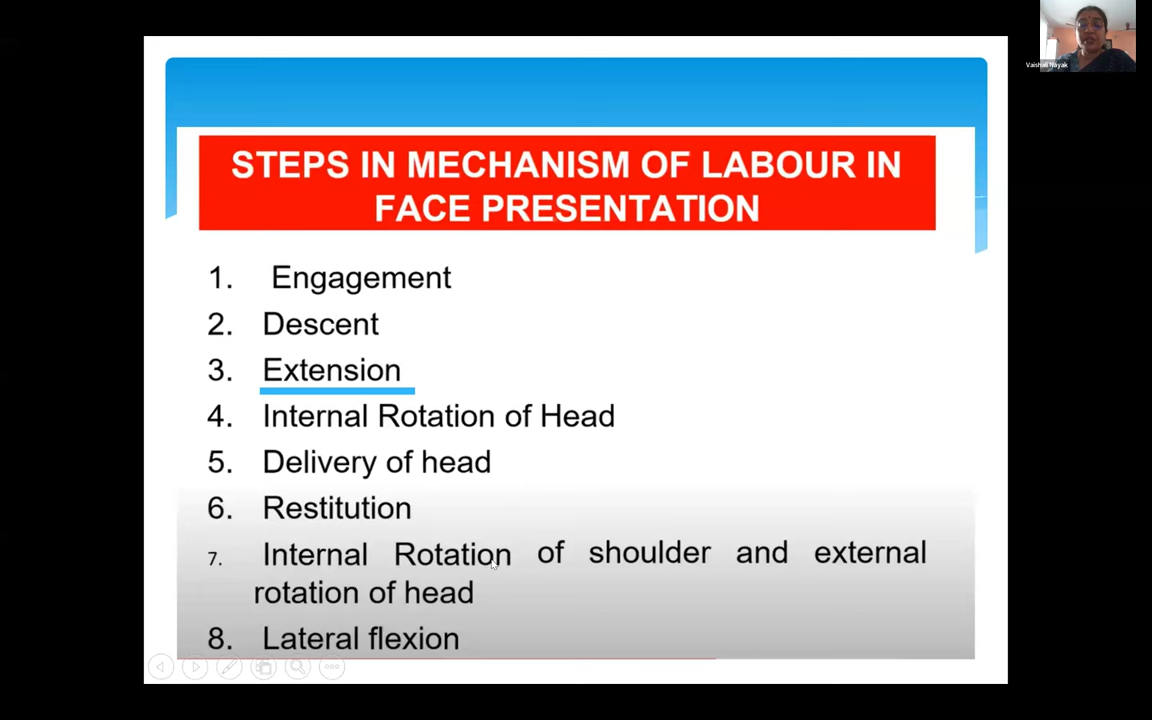 Vaishali Nayak
STEPS IN MECHANISM OF LABOUR IN
FACE PRESENTATION
1. Engagement
2. Descent
3. Extension
4. Internal Rotation of Head
5. Delivery of head
6. Restitution
7. Internal Rotation of shoulder and external
rotation of head
8. Lateral flexion